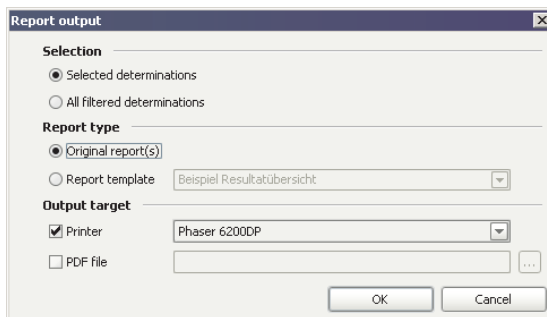 Report output
Selection
Selected determinations
All filtered determinations
Report type
Original report(s)
Report template Beispiel Resultatübersicht
Output target
Printer Phaser 6200DP
PDF file ...
OK Cancel